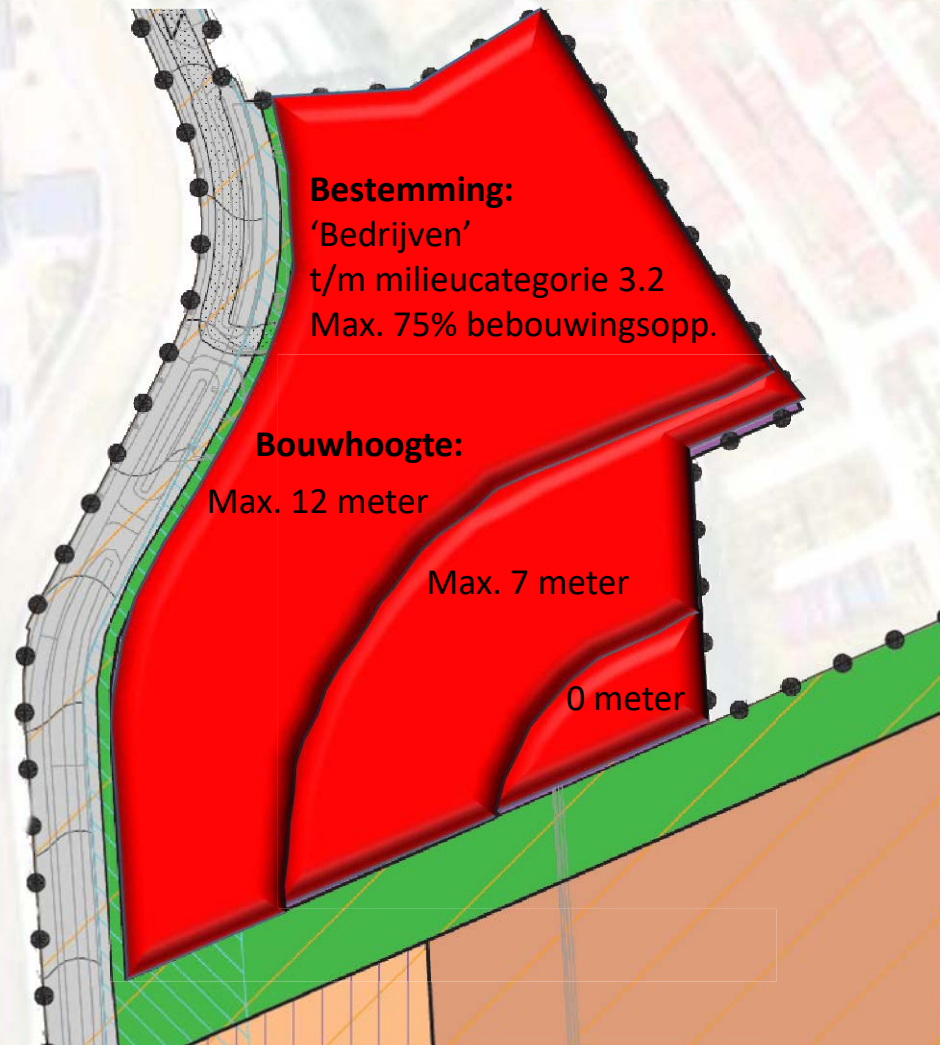 Bestemming:
‘Bedrijven’
t/m milieucategorie 3.2
Max. 75% bebouwingsopp.
Bouwhoogte:
Max. 12 meter
Max. 7 meter
0 meter